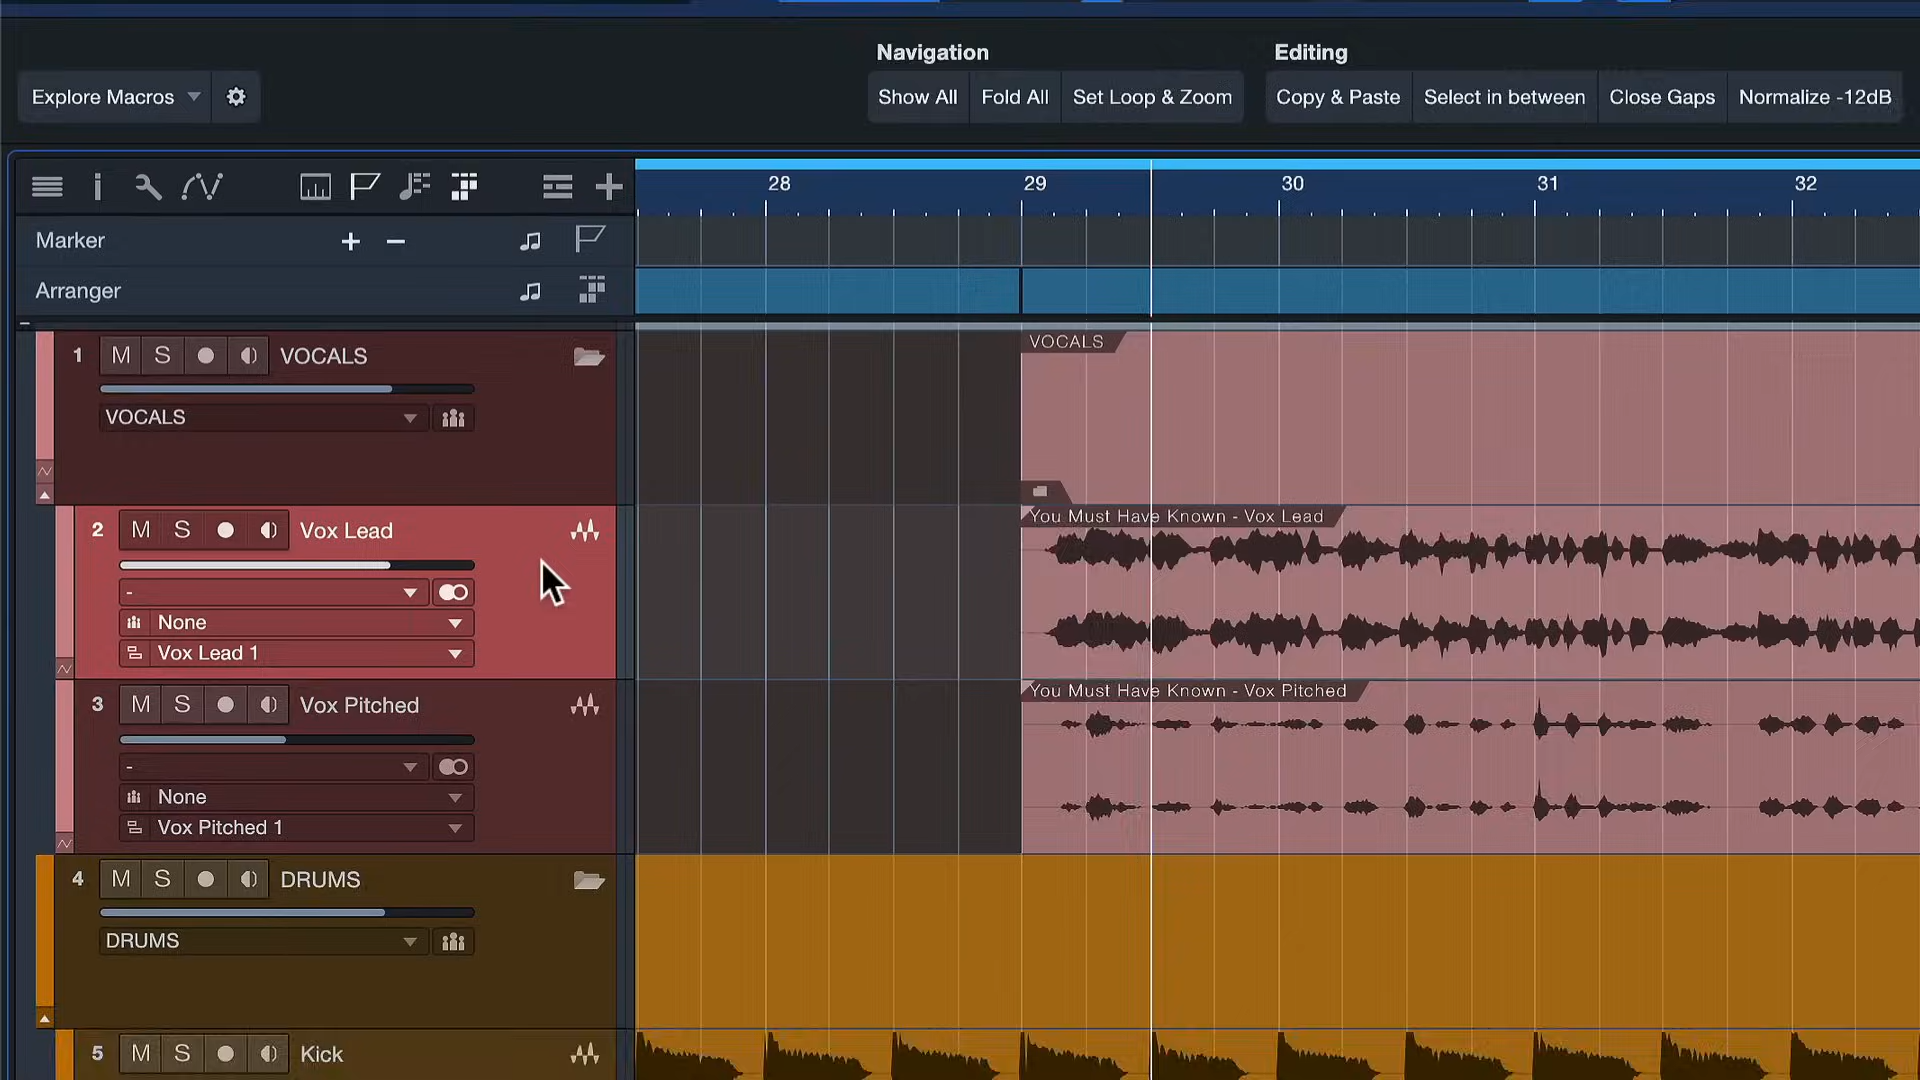 Navigation
Editing
Explore Macros
Show All
Fold All
Set Loop & Zoom
Copy & Paste
Select in between
Close Gaps
Normalize -12dB
28
29
30
31
32
Marker
Arranger
1
M
S
VOCALS
VOCALS
VOCALS
2
M
S
Vox Lead
You Must Have Known - Vox Lead
-
None
Vox Lead 1
3
M
S
Vox Pitched
You Must Have Known - Vox Pitched
-
None
Vox Pitched 1
4
M
S
DRUMS
DRUMS
5
M
S
Kick